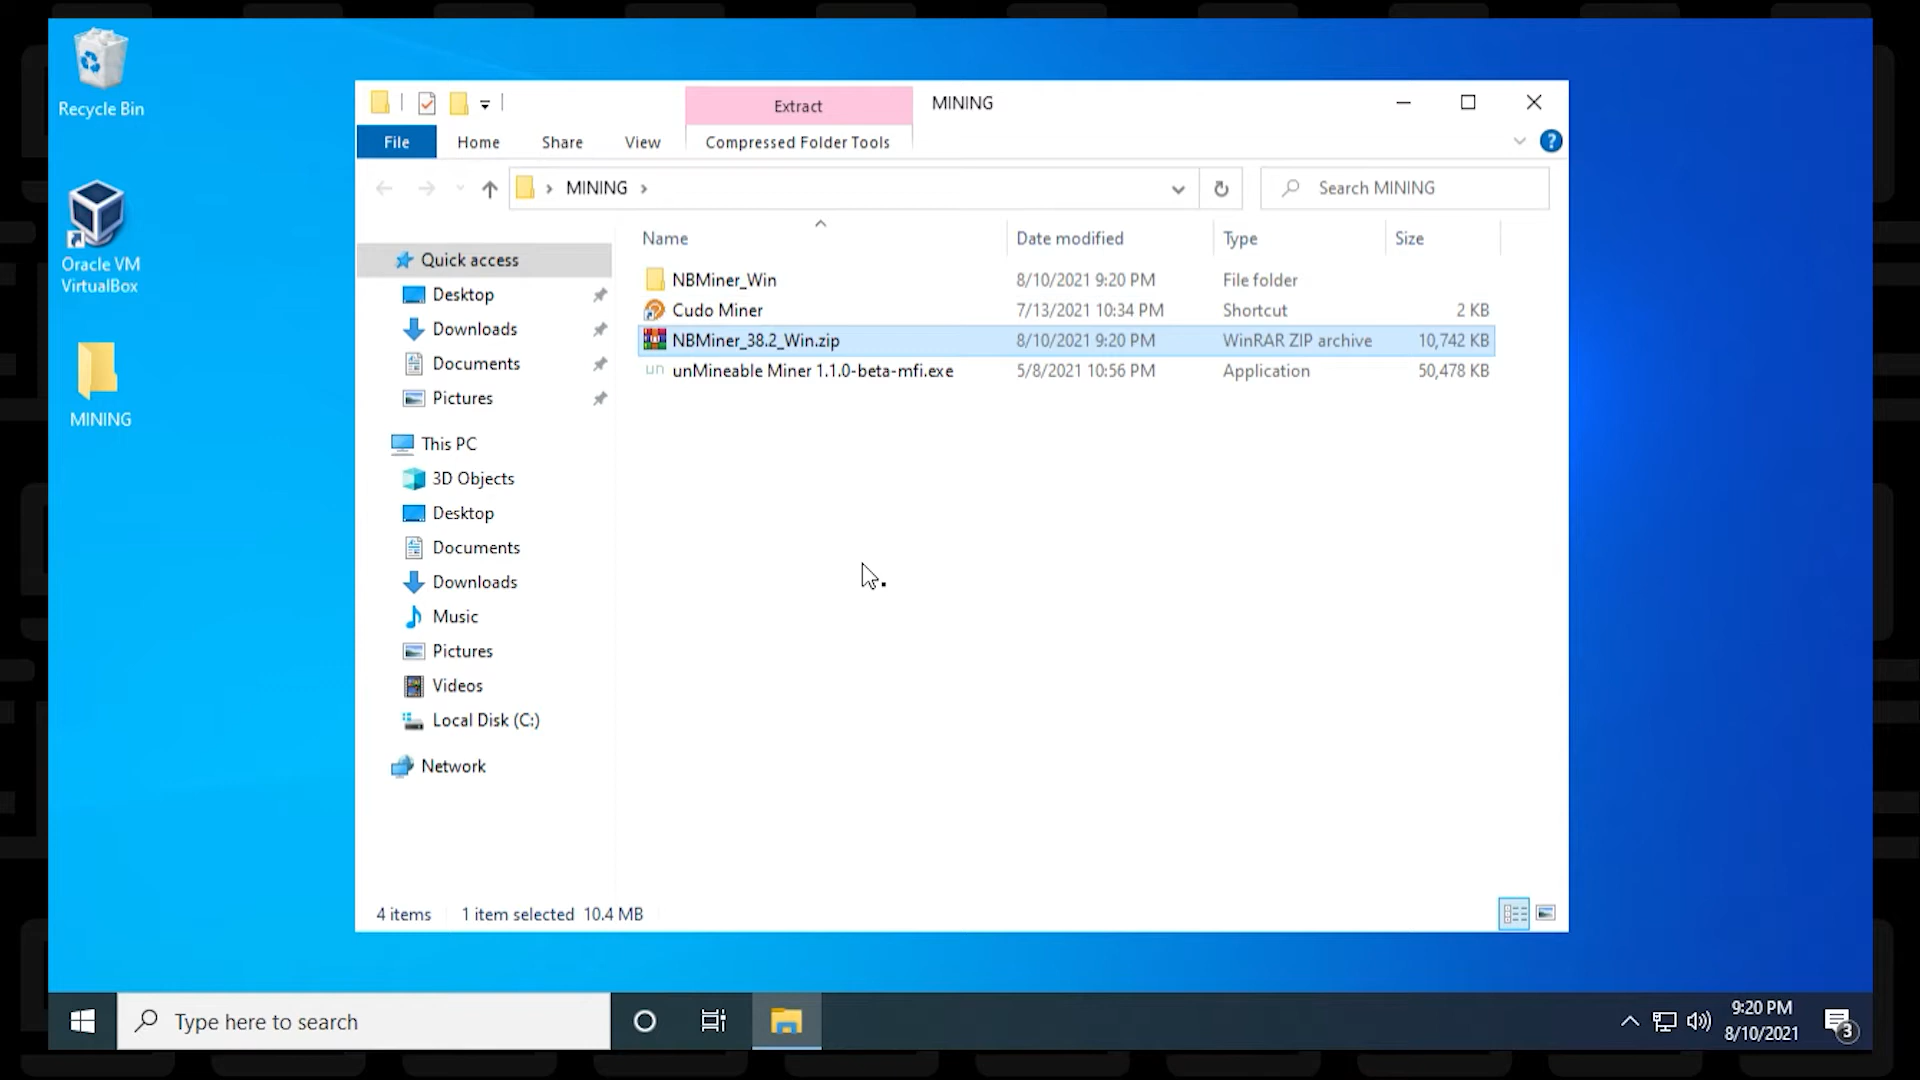 Recycle Bin
Oracle VM
VirtualBox
MINING
Extract
MINING
File
Home
Share
View
Compressed Folder Tools
MINING
Search MINING
Quick access
Desktop
Downloads
Documents
Pictures
This PC
3D Objects
Desktop
Documents
Downloads
Music
Pictures
Videos
Local Disk (C:)
Network
Name Date modified Type Size
NBMiner_Win 8/10/2021 9:20 PM File folder
Cudo Miner 7/13/2021 10:34 PM Shortcut 2 KB
NBMiner_38.2_Win.zip 8/10/2021 9:20 PM WinRAR ZIP archive 10,742 KB
un unMineable Miner 1.1.0-beta-mfi.exe 5/8/2021 10:56 PM Application 50,478 KB
4 items 1 item selected 10.4 MB
Type here to search
9:20 PM
8/10/2021
3